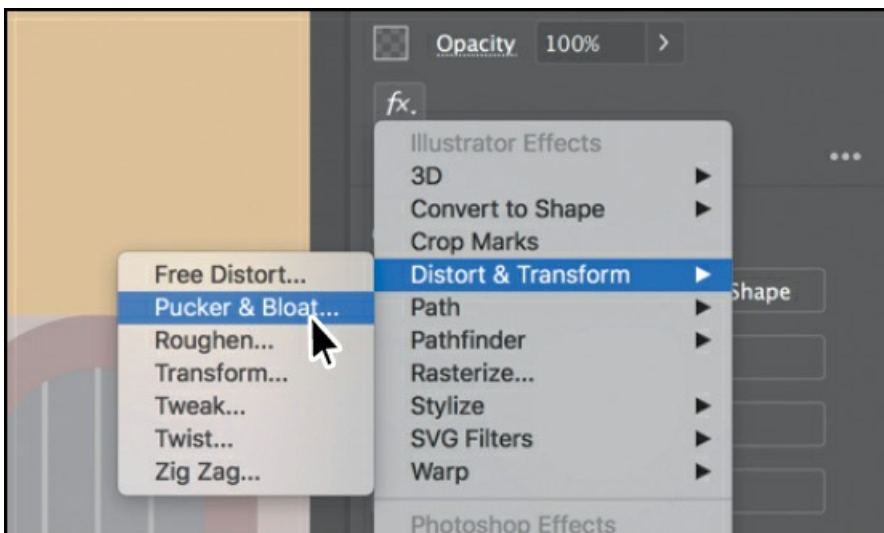 Opacity 100%
fx.
Illustrator Effects
3D
Convert to Shape
Crop Marks
Distort & Transform
Path
Pathfinder
Rasterize...
Stylize
SVG Filters
Warp
Photoshop Effects
Free Distort...
Pucker & Bloat...
Roughen...
Transform...
Tweak...
Twist...
Zig Zag...
Shape